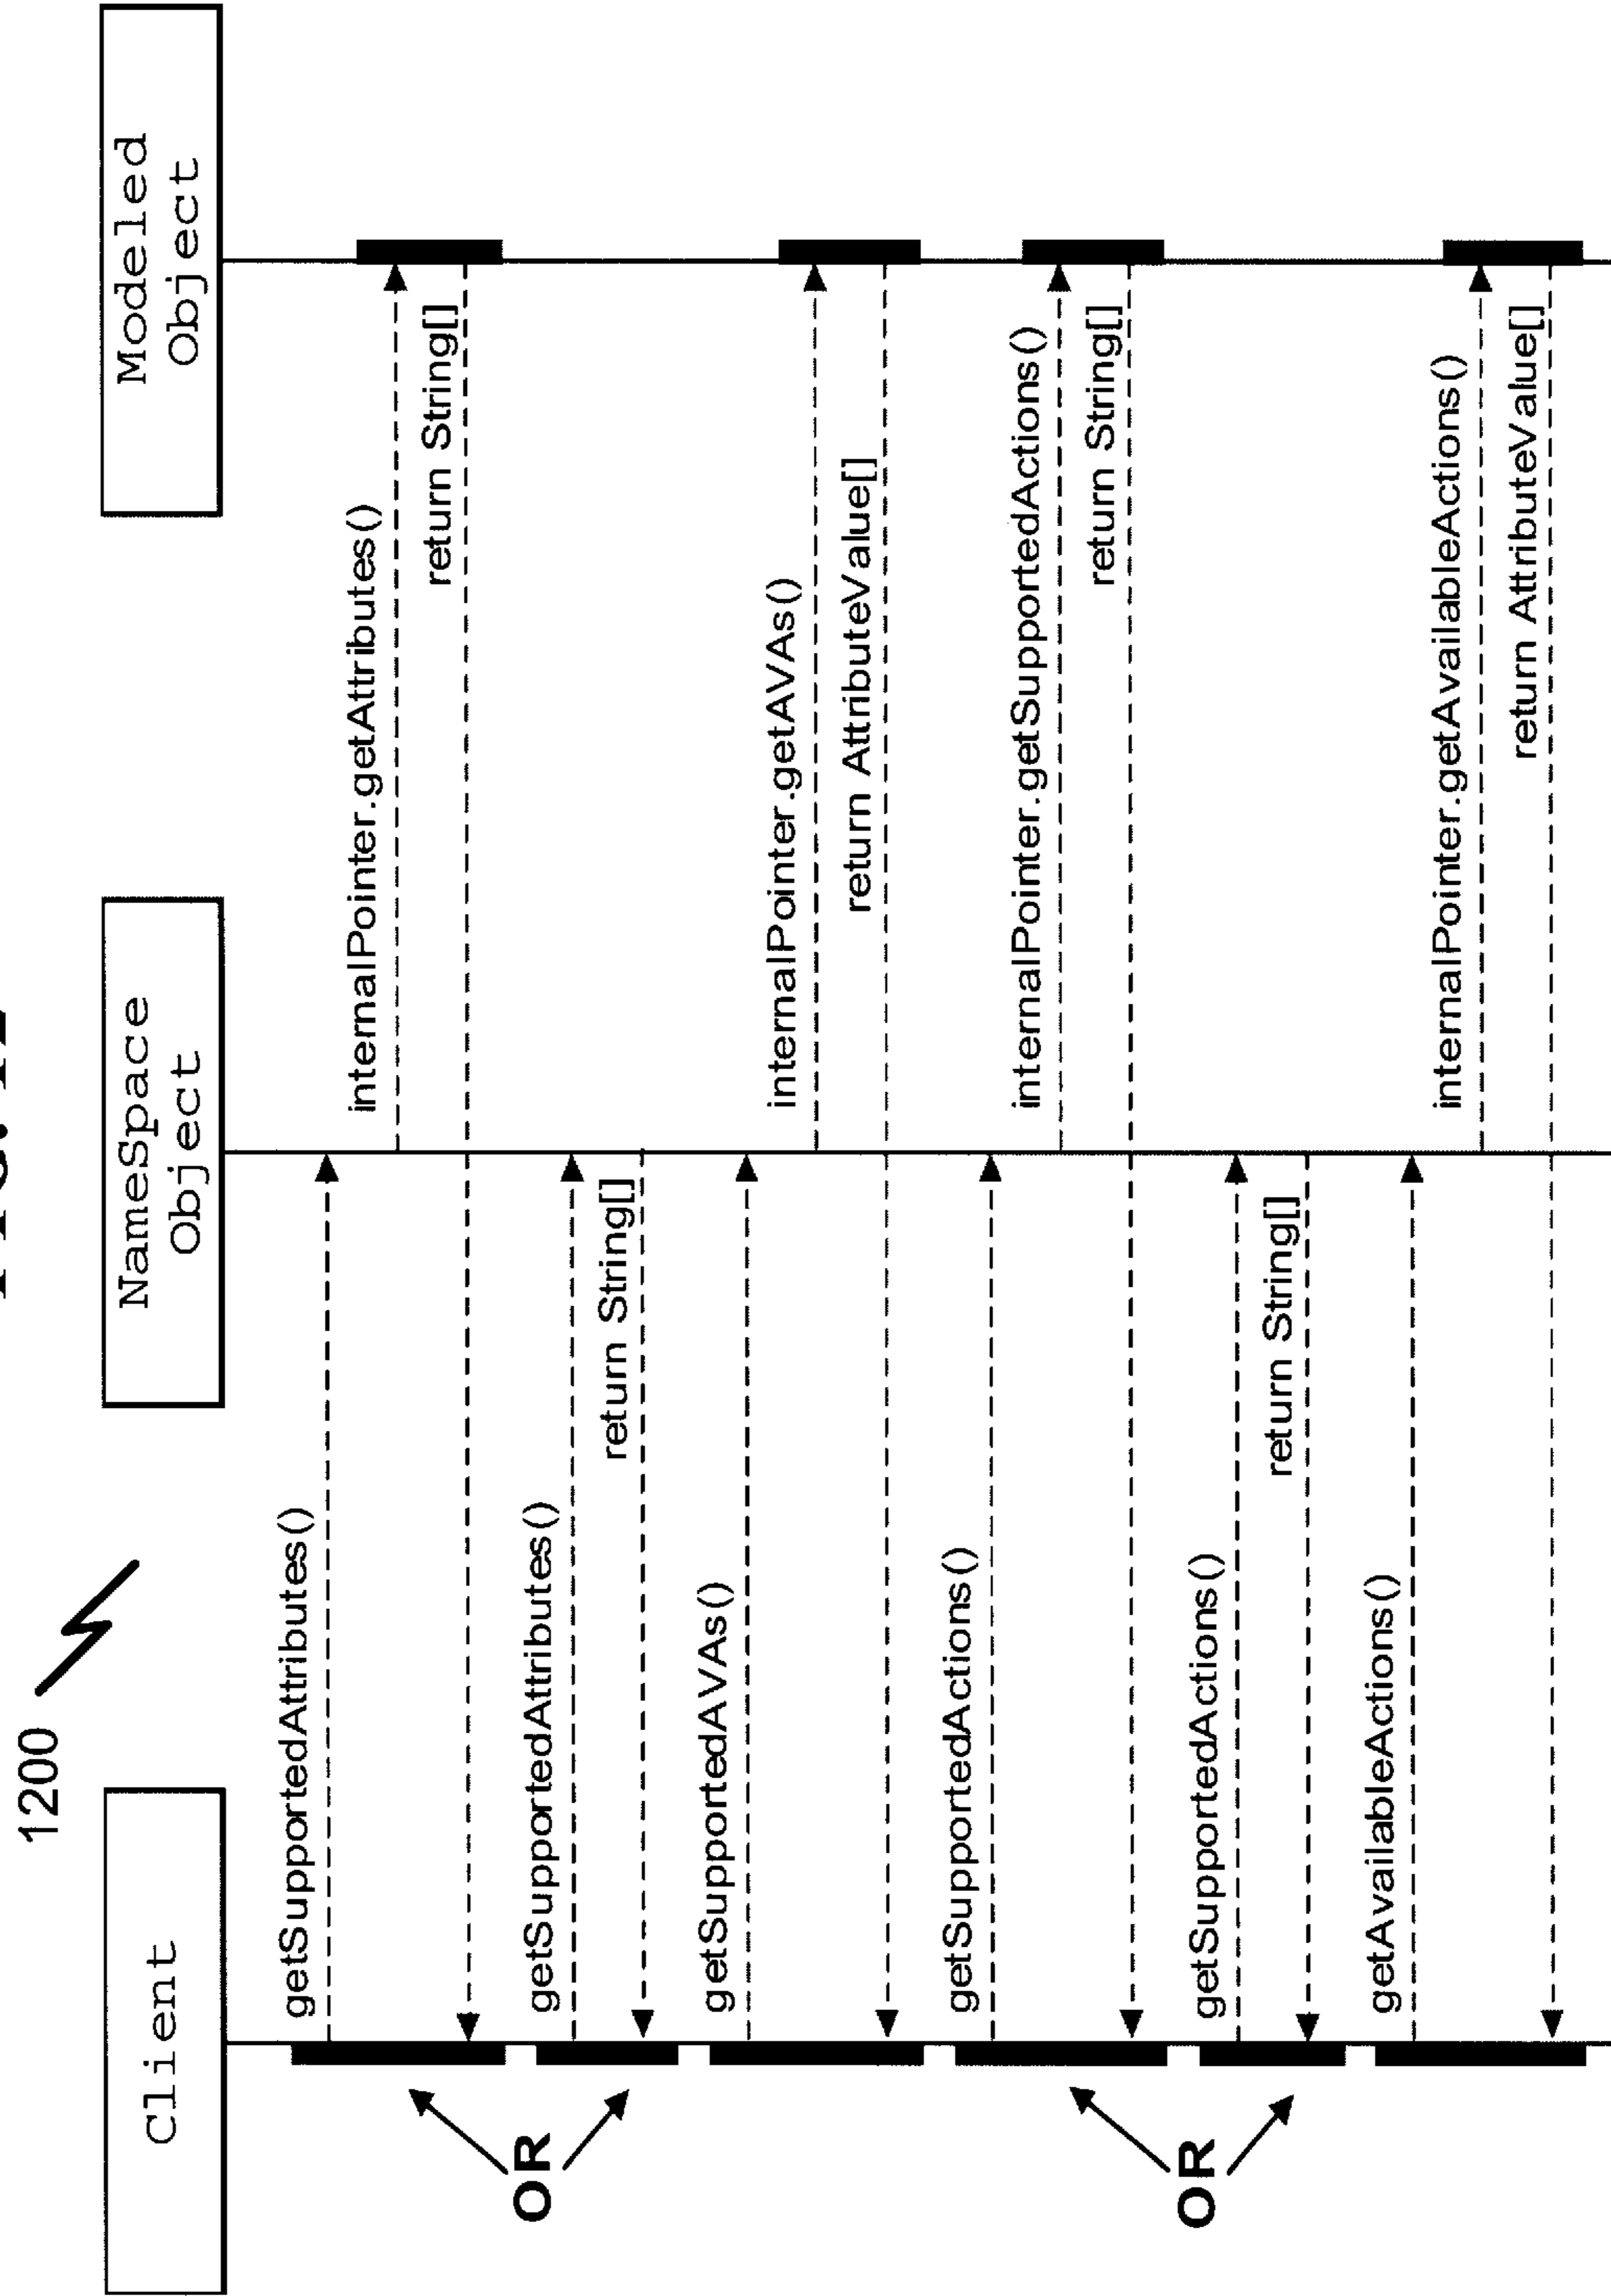 1200
Client
NameSpace
Object
Modeled
Object
getSupportedAttributes()
internalPointer.getAttributes()
return String[]
OR
getSupportedAttributes()
return String[]
getSupportedAVAs()
internalPointer.getAVAs()
return AttributeValue[]
getSupportedActions()
internalPointer.getSupportedActions()
return String[]
OR
getSupportedActions()
return String[]
getAvailableActions()
internalPointer.getAvailableActions()
return AttributeValue[]